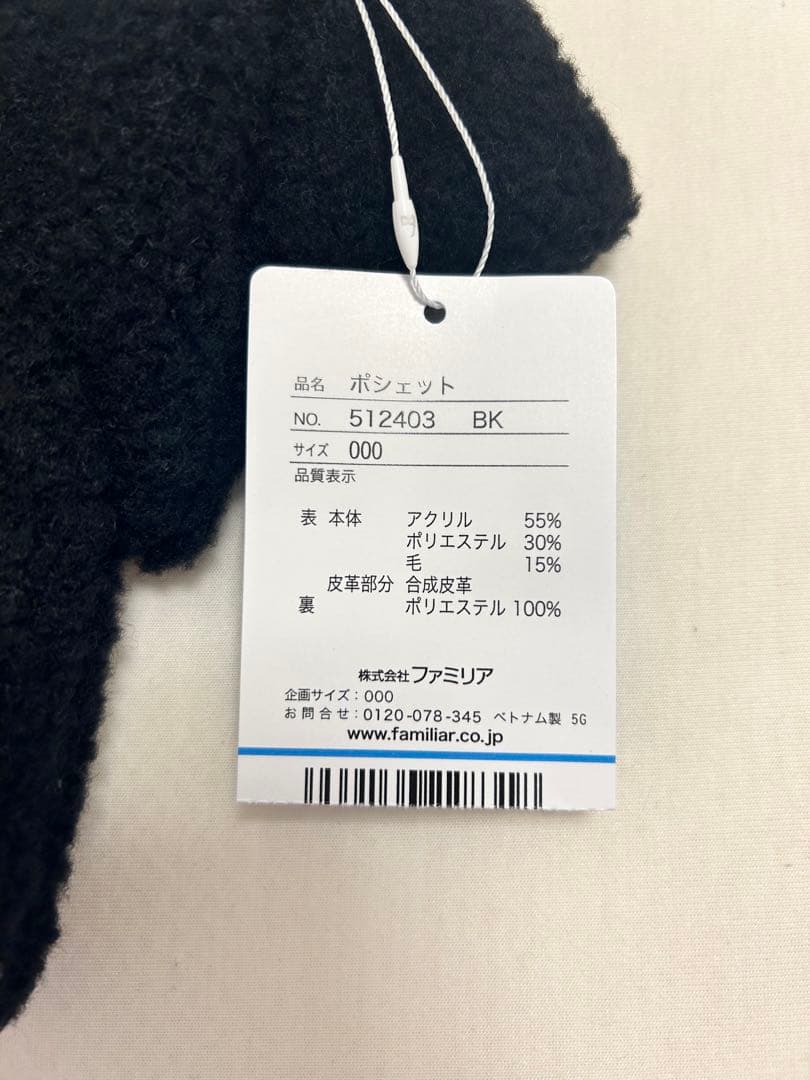 品名 ポシェット
NO. 512403 BK
サイズ 000
品質表示
表 本体 アクリル 55%
ポリエステル 30%
毛 15%
皮革部分 合成皮革
裏 ポリエステル 100%
株式会社ファミリア
企画サイズ：000
お問合せ：0120-078-345 ベトナム製 5G
www.familiar.co.jp